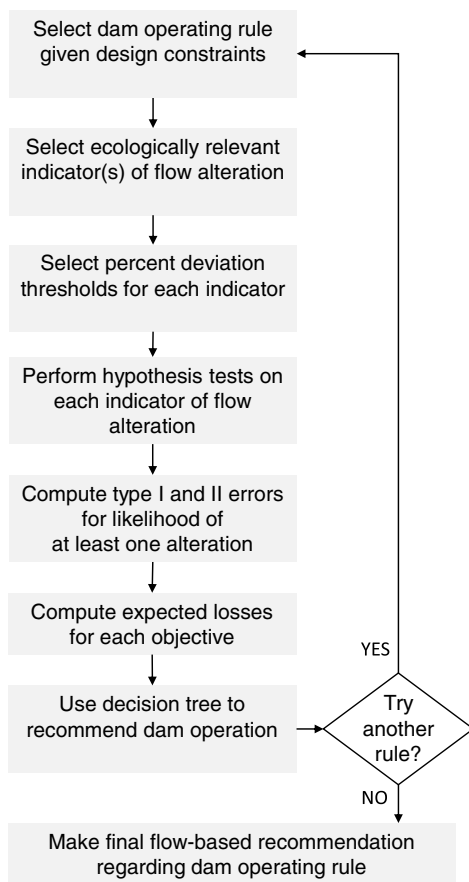 Select dam operating rule
given design constraints
Select ecologically relevant
indicator(s) of flow alteration
Select percent deviation
thresholds for each indicator
Perform hypothesis tests on
each indicator of flow
alteration
Compute type I and II errors
for likelihood of
at least one alteration
Compute expected losses
for each objective
Use decision tree to
recommend dam operation
YES
Try
another
rule?
NO
Make final flow-based recommendation
regarding dam operating rule